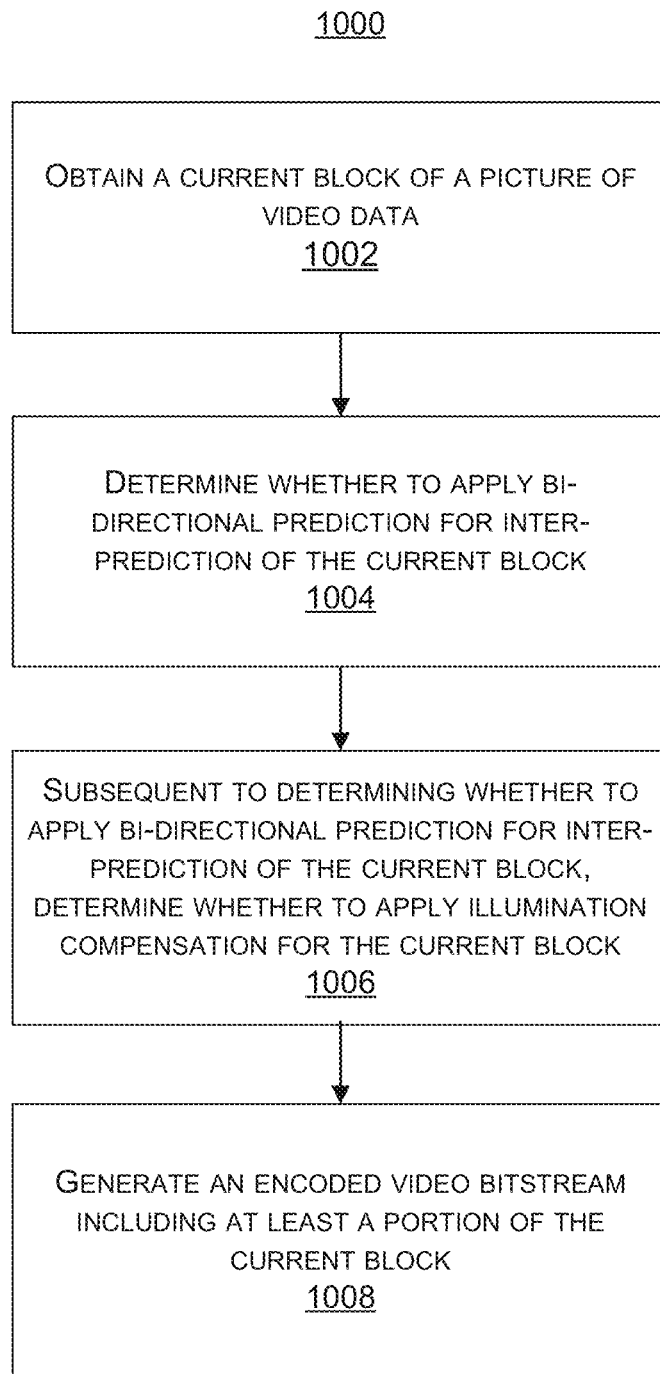 1000
OBTAIN A CURRENT BLOCK OF A PICTURE OF
VIDEO DATA
1002
DETERMINE WHETHER TO APPLY BI-
DIRECTIONAL PREDICTION FOR INTER-
PREDICTION OF THE CURRENT BLOCK
1004
SUBSEQUENT TO DETERMINING WHETHER TO
APPLY BI-DIRECTIONAL PREDICTION FOR INTER-
PREDICTION OF THE CURRENT BLOCK,
DETERMINE WHETHER TO APPLY ILLUMINATION
COMPENSATION FOR THE CURRENT BLOCK
1006
GENERATE AN ENCODED VIDEO BITSTREAM
INCLUDING AT LEAST A PORTION OF THE
CURRENT BLOCK
1008